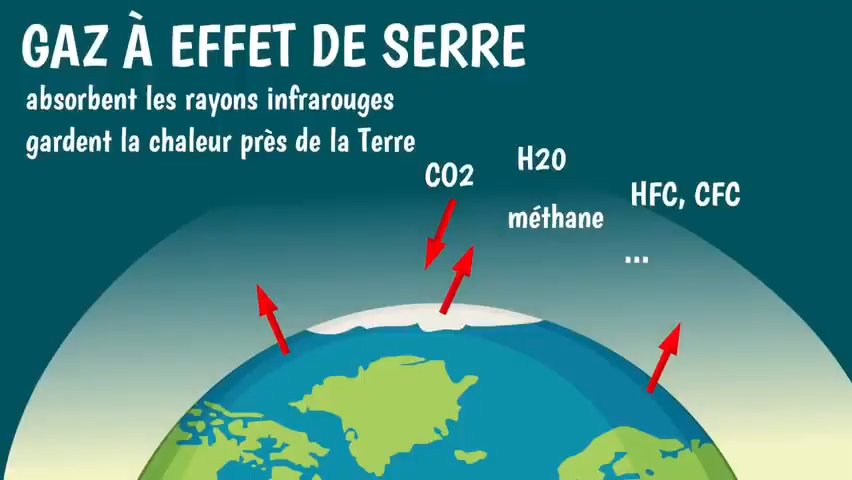 GAZ À EFFET DE SERRE
absorbent les rayons infrarouges
gardent la chaleur près de la Terre
CO2
H2O
HFC, CFC
méthane
...